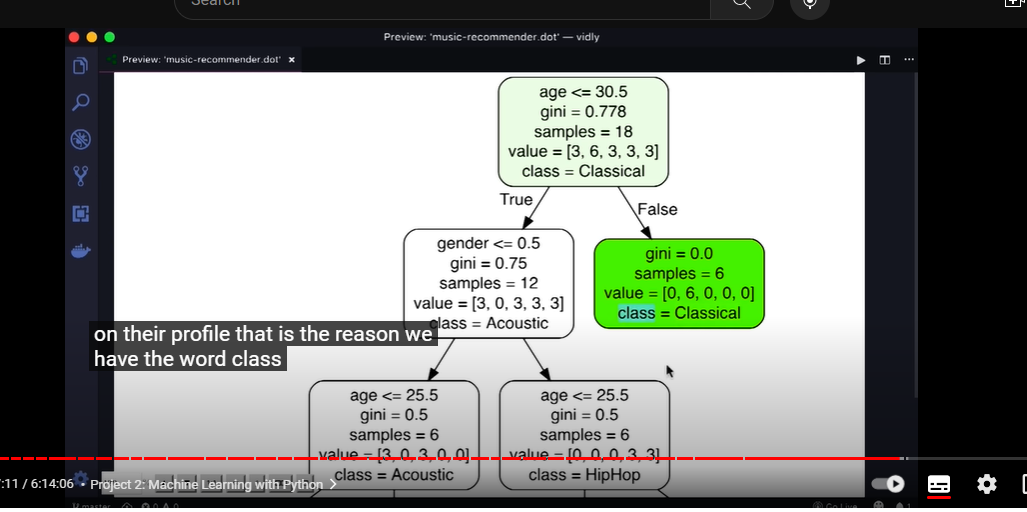 Search
Preview: 'music-recommender.dot' — vidly
Preview: 'music-recommender.dot' ×
age <= 30.5
gini = 0.778
samples = 18
value = [3, 6, 3, 3, 3]
class = Classical
True
False
gender <= 0.5
gini = 0.75
samples = 12
value = [3, 0, 3, 3, 3]
class = Acoustic
gini = 0.0
samples = 6
value = [0, 6, 0, 0, 0]
class = Classical
on their profile that is the reason we
have the word class
age <= 25.5
gini = 0.5
samples = 6
value = [3, 0, 3, 0, 0]
class = Acoustic
age <= 25.5
gini = 0.5
samples = 6
value = [0, 0, 0, 3, 3]
class = HipHop
:11 / 6:14:06 • Project 2: Machine Learning with Python >
master
Go Live